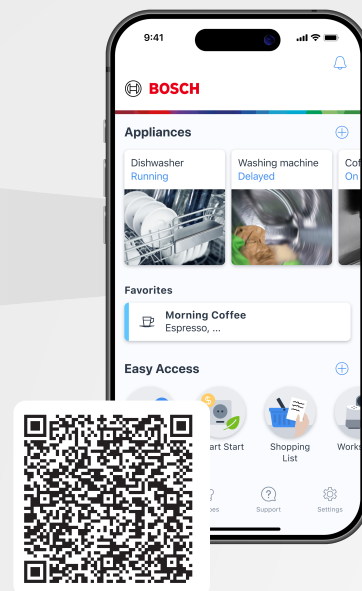 9:41
BOSCH
Appliances
Dishwasher
Running
Washing machine
Delayed
Cof
On
Favorites
Morning Coffee
Espresso, ...
Easy Access
art Start
Shopping
List
Works
pes
Support
Settings